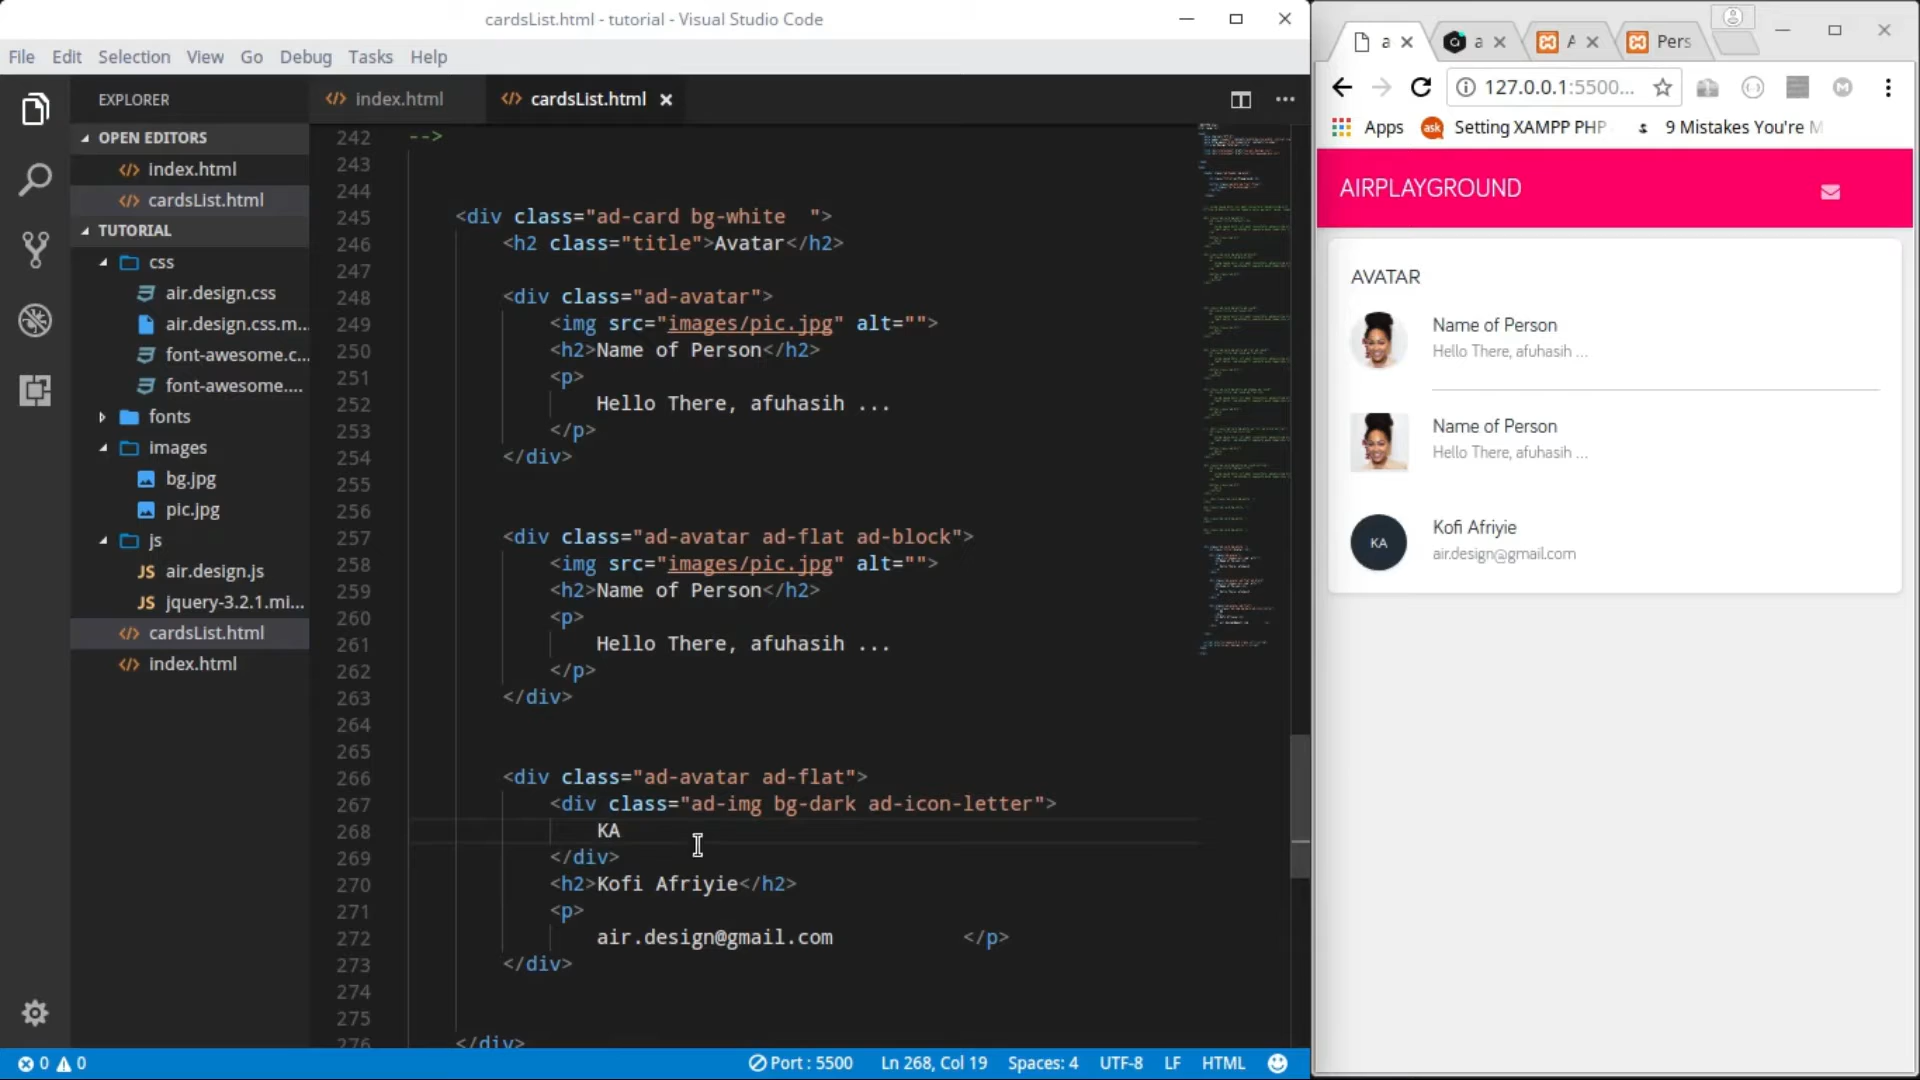 cardsList.html - tutorial - Visual Studio Code
File Edit Selection View Go Debug Tasks Help
EXPLORER
OPEN EDITORS
index.html
cardsList.html
TUTORIAL
css
air.design.css
air.design.css.m...
font-awesome.c...
font-awesome....
fonts
images
bg.jpg
pic.jpg
js
air.design.js
jquery-3.2.1.mi...
cardsList.html
index.html
index.html cardsList.html
242 -->
243
244
245 <div class="ad-card bg-white  ">
246 <h2 class="title">Avatar</h2>
247
248 <div class="ad-avatar">
249 <img src="images/pic.jpg" alt="">
250 <h2>Name of Person</h2>
251 <p>
252 Hello There, afuhasih ...
253 </p>
254 </div>
255
256
257 <div class="ad-avatar ad-flat ad-block">
258 <img src="images/pic.jpg" alt="">
259 <h2>Name of Person</h2>
260 <p>
261 Hello There, afuhasih ...
262 </p>
263 </div>
264
265
266 <div class="ad-avatar ad-flat">
267 <div class="ad-img bg-dark ad-icon-letter">
268 KA
269 </div>
270 <h2>Kofi Afriyie</h2>
271 <p>
272 air.design@gmail.com </p>
273 </div>
274
275
276 </div>
0 0 Port : 5500 Ln 268, Col 19 Spaces: 4 UTF-8 LF HTML
a a A Pers
127.0.0.1:5500...
Apps ask Setting XAMPP PHP 9 Mistakes You're M
AIRPLAYGROUND
AVATAR
Name of Person
Hello There, afuhasih ...
Name of Person
Hello There, afuhasih ...
KA
Kofi Afriyie
air.design@gmail.com